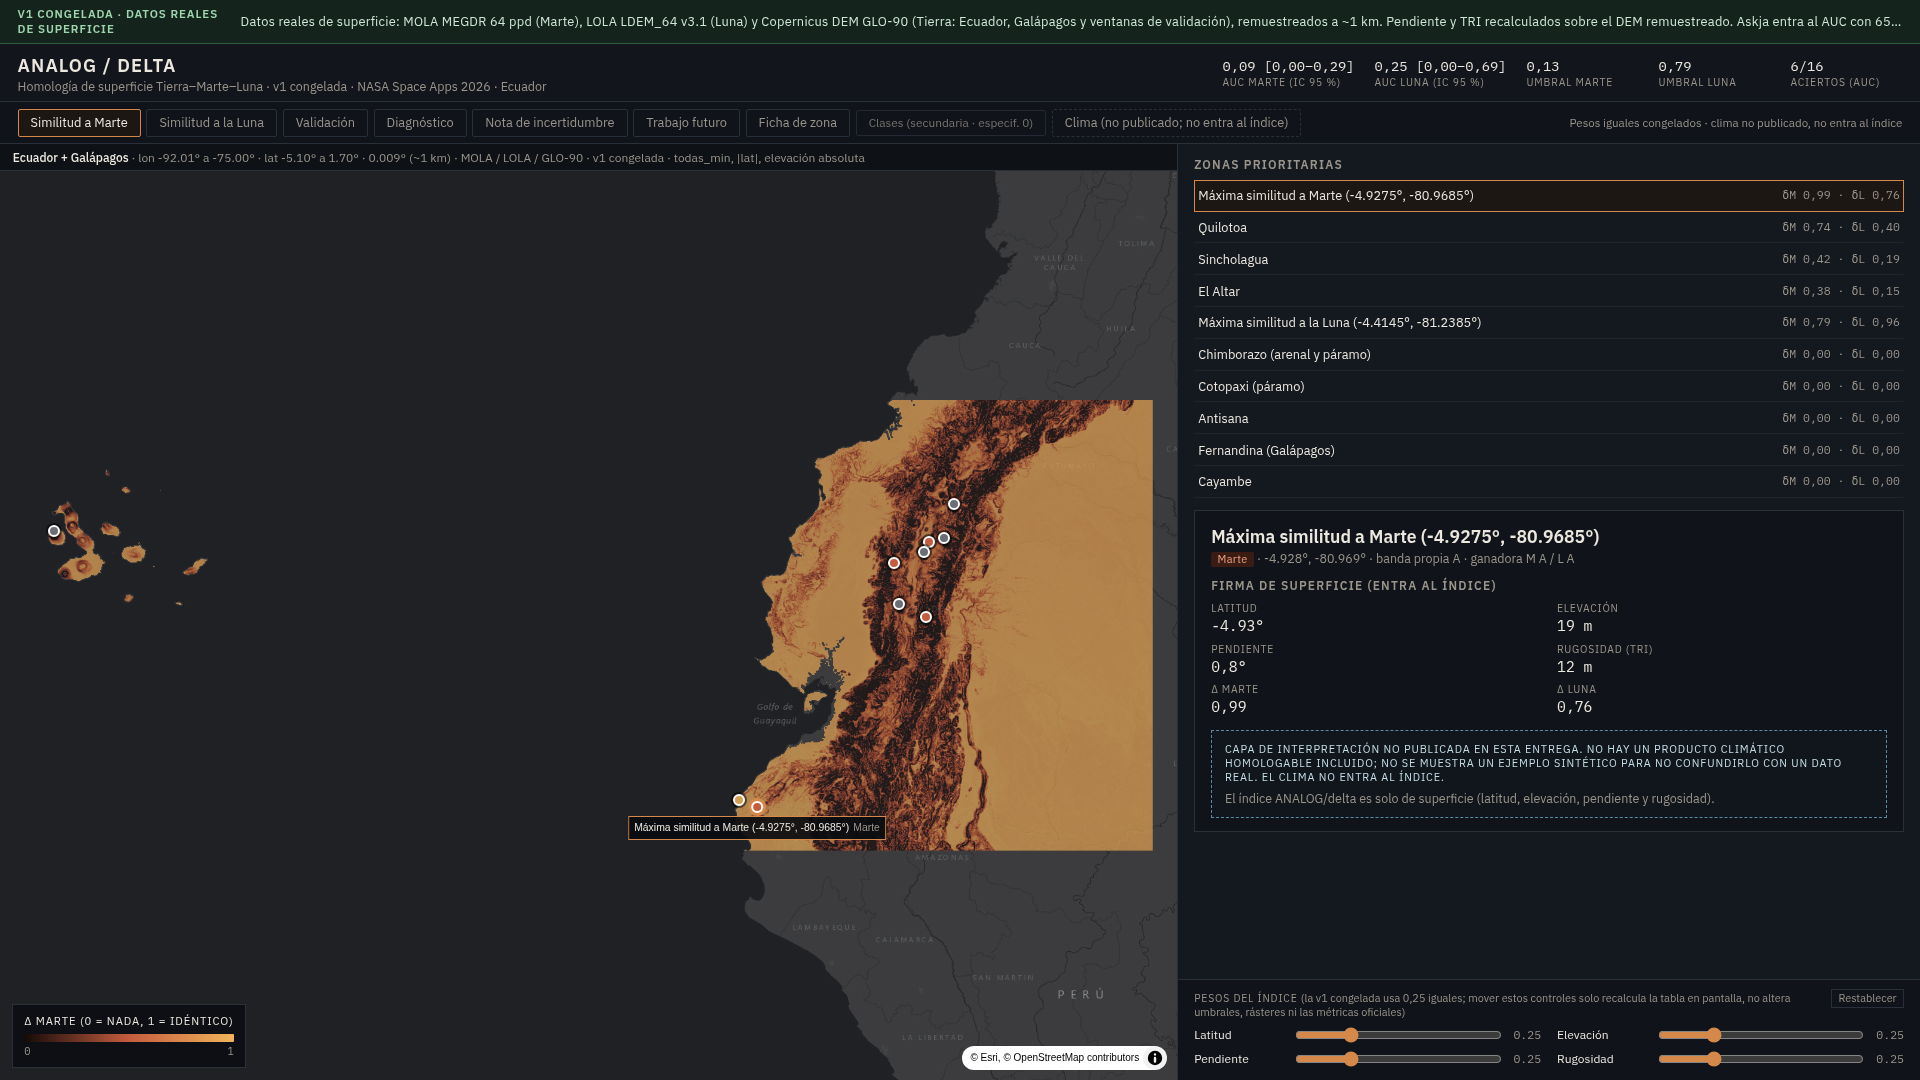 V1 CONGELADA · DATOS REALES
DE SUPERFICIE
Datos reales de superficie: MOLA MEGDR 64 ppd (Marte), LOLA LDEM_64 v3.1 (Luna) y Copernicus DEM GLO-90 (Tierra: Ecuador, Galápagos y ventanas de validación), remuestreados a ~1 km. Pendiente y TRI recalculados sobre el DEM remuestreado. Askja entra al AUC con 65...
ANALOG / DELTA
Homología de superficie Tierra–Marte–Luna · v1 congelada · NASA Space Apps 2026 · Ecuador
0,09 [0,00–0,29]
AUC MARTE (IC 95 %)
0,25 [0,00–0,69]
AUC LUNA (IC 95 %)
0,13
UMBRAL MARTE
0,79
UMBRAL LUNA
6/16
ACIERTOS (AUC)
Similitud a Marte
Similitud a la Luna
Validación
Diagnóstico
Nota de incertidumbre
Trabajo futuro
Ficha de zona
Clases (secundaria · especif. 0)
Clima (no publicado; no entra al índice)
Pesos iguales congelados · clima no publicado, no entra al índice
Ecuador + Galápagos · lon -92.01° a -75.00° · lat -5.10° a 1.70° · 0.009° (~1 km) · MOLA / LOLA / GLO-90 · v1 congelada · todas_min, |lat|, elevación absoluta
TOLIMA
VALLE DEL
CAUCA
HUILA
CAUCA
Golfo de
Guayaquil
Máxima similitud a Marte (-4.9275°, -80.9685°) Marte
AMAZONAS
LAMBAYEQUE
CAJAMARCA
SAN MARTIN
PERÚ
LA LIBERTAD
Δ MARTE (0 = NADA, 1 = IDÉNTICO)
0
1
© Esri, © OpenStreetMap contributors
ZONAS PRIORITARIAS
Máxima similitud a Marte (-4.9275°, -80.9685°) δM 0,99 · δL 0,76
Quilotoa δM 0,74 · δL 0,40
Sincholagua δM 0,42 · δL 0,19
El Altar δM 0,38 · δL 0,15
Máxima similitud a la Luna (-4.4145°, -81.2385°) δM 0,79 · δL 0,96
Chimborazo (arenal y páramo) δM 0,00 · δL 0,00
Cotopaxi (páramo) δM 0,00 · δL 0,00
Antisana δM 0,00 · δL 0,00
Fernandina (Galápagos) δM 0,00 · δL 0,00
Cayambe δM 0,00 · δL 0,00
Máxima similitud a Marte (-4.9275°, -80.9685°)
Marte · -4.928°, -80.969° · banda propia A · ganadora M A / L A
FIRMA DE SUPERFICIE (ENTRA AL ÍNDICE)
LATITUD
-4.93°
ELEVACIÓN
19 m
PENDIENTE
0,8°
RUGOSIDAD (TRI)
12 m
Δ MARTE
0,99
Δ LUNA
0,76
CAPA DE INTERPRETACIÓN NO PUBLICADA EN ESTA ENTREGA. NO HAY UN PRODUCTO CLIMÁTICO
HOMOLOGABLE INCLUIDO; NO SE MUESTRA UN EJEMPLO SINTÉTICO PARA NO CONFUNDIRLO CON UN DATO
REAL. EL CLIMA NO ENTRA AL ÍNDICE.
El índice ANALOG/delta es solo de superficie (latitud, elevación, pendiente y rugosidad).
PESOS DEL ÍNDICE (la v1 congelada usa 0,25 iguales; mover estos controles solo recalcula la tabla en pantalla, no altera
umbrales, rásteres ni las métricas oficiales)
Restablecer
Latitud 0.25
Elevación 0.25
Pendiente 0.25
Rugosidad 0.25